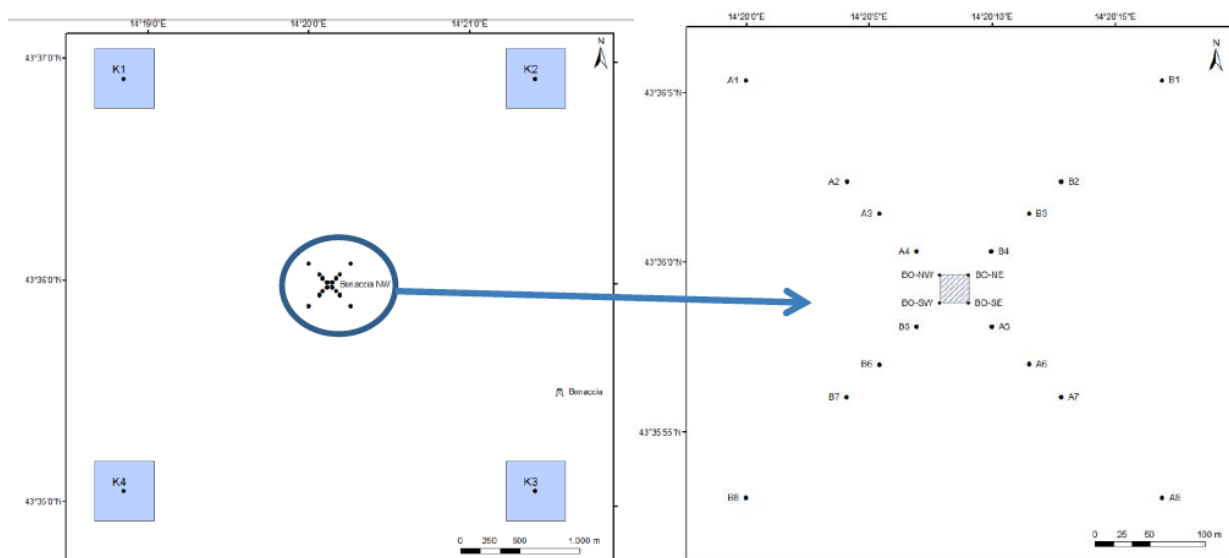 14°19'0"E 14°20'0"E 14°21'0"E
43°37'0"N
K1
K2
N
43°36'0"N
Bonaccia NW
Bonaccia
K4
K3
43°35'0"N
0 250 500 1.000 m
14°20'0"E 14°20'5"E 14°20'10"E 14°20'15"E
N
A1
B1
43°36'5"N
A2
B2
A3
B3
A4
B4
43°36'0"N
BO-NW
BO-NE
BO-SW
BO-SE
B5
A5
B6
A6
B7
A7
43°35'55"N
B8
A8
0 25 50 100 m